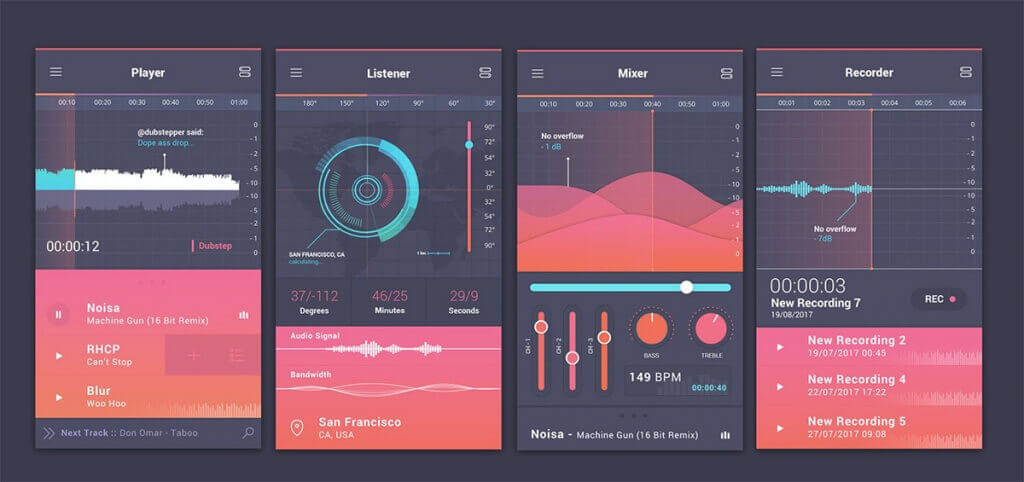 Player
00:10 00:20 00:30 00:40 00:50 01:00
@dubstepper said:
Dope ass drop...
0
- 1
- 2
- 5
- 10
- 5
- 2
- 1
0
00:00:12
Dubstep
Noisa
Machine Gun (16 Bit Remix)
RHCP
Can't Stop
Blur
Woo Hoo
Next Track :: Don Omar - Taboo
Listener
180° 150° 120° 90° 60° 30°
90°
72°
54°
32°
0°
32°
54°
72°
90°
SAN FRANCISCO, CA
calculating...
1 km
37/-112 46/25 29/9
Degrees Minutes Seconds
Audio Signal
Bandwidth
San Francisco
CA, USA
Mixer
00:10 00:20 00:30 00:40 00:50 01:00
No overflow
- 1 dB
0
- 1
- 2
- 5
- 10
- 5
- 2
- 1
0
CH - 1
CH - 2
CH - 3
BASS TREBLE
149 BPM
00:00:40
Noisa - Machine Gun (16 Bit Remix)
Recorder
00:01 00:02 00:03 00:04 00:05 00:06
0
- 1
- 2
- 5
- 10
- 5
- 2
- 1
0
No overflow
- 7dB
00:00:03
New Recording 7
19/08/2017
REC
New Recording 2
19/07/2017 00:45
New Recording 4
22/07/2017 17:22
New Recording 5
27/07/2017 09:08